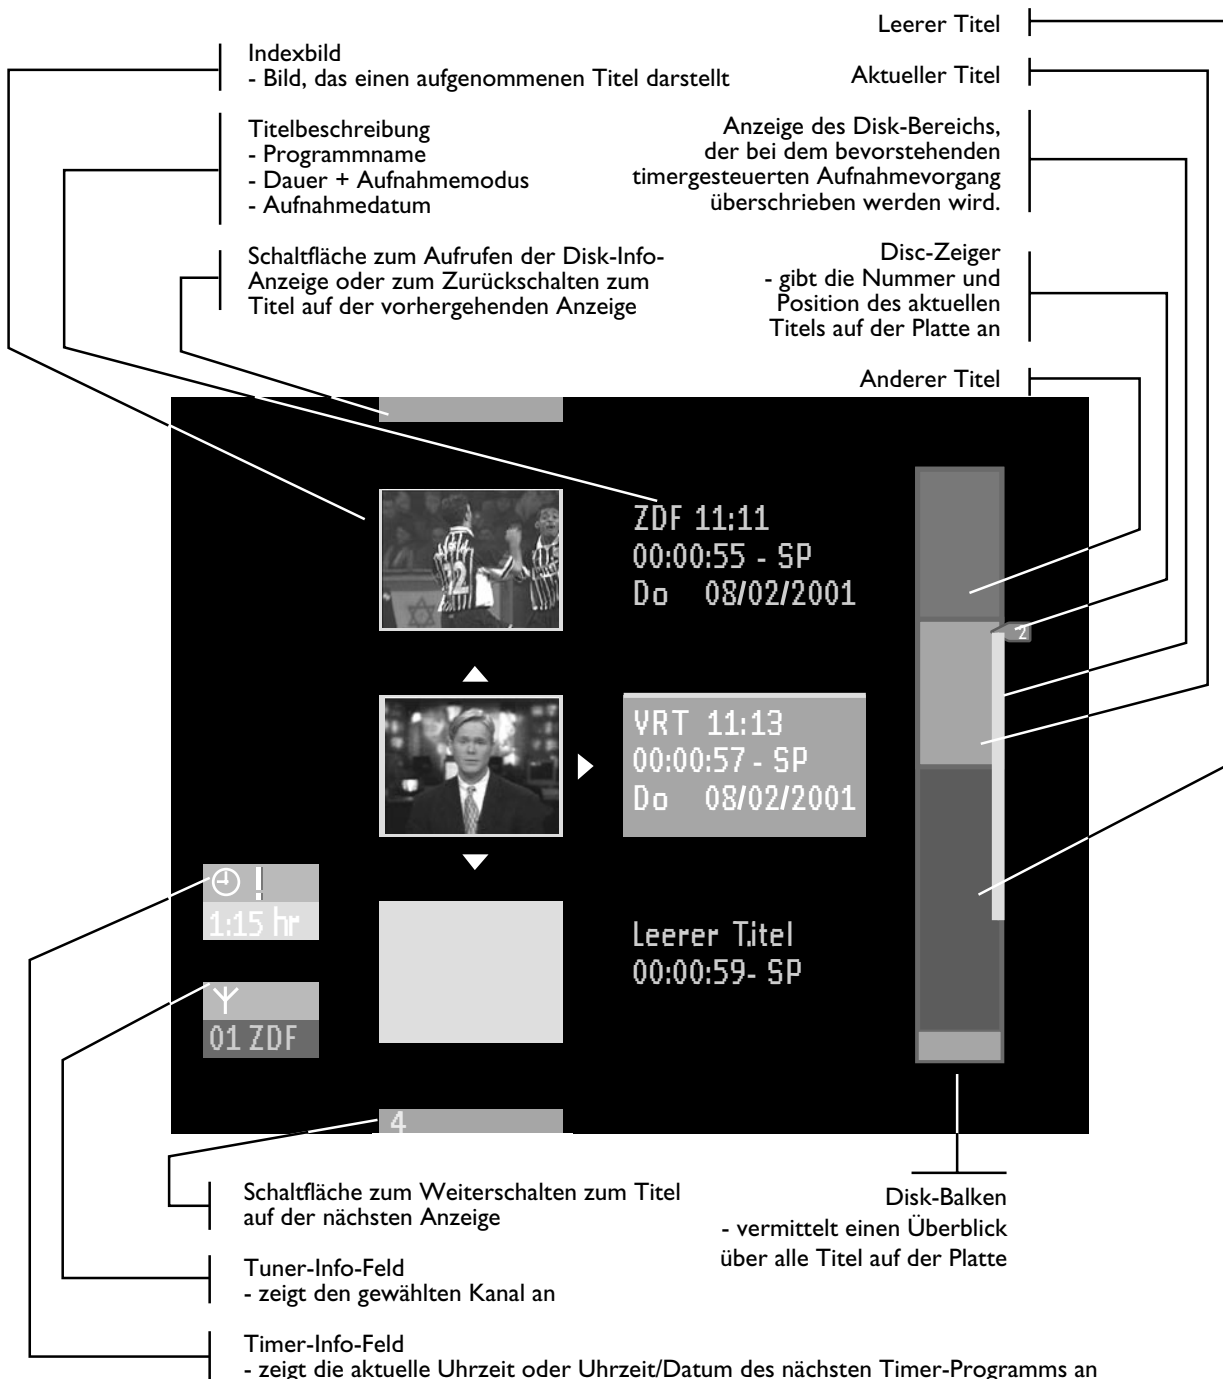 Leerer Titel
Indexbild
- Bild, das einen aufgenommenen Titel darstellt
Aktueller Titel
Titelbeschreibung
- Programmname
- Dauer + Aufnahmemodus
- Aufnahmedatum
Anzeige des Disk-Bereichs,
der bei dem bevorstehenden
timergesteuerten Aufnahmevorgang
überschrieben werden wird.
Schaltfläche zum Aufrufen der Disk-Info-
Anzeige oder zum Zurückschalten zum
Titel auf der vorhergehenden Anzeige
Disc-Zeiger
- gibt die Nummer und
Position des aktuellen
Titels auf der Platte an
Anderer Titel
72
ZDF 11:11
00:00:55 - SP
Do 08/02/2001
2
VRT 11:13
00:00:57 - SP
Do 08/02/2001
!
1:15 hr
Leerer T.itel
00:00:59- SP
01 ZDF
4
Schaltfläche zum Weiterschalten zum Titel
auf der nächsten Anzeige
Disk-Balken
- vermittelt einen Überblick
über alle Titel auf der Platte
Tuner-Info-Feld
- zeigt den gewählten Kanal an
Timer-Info-Feld
- zeigt die aktuelle Uhrzeit oder Uhrzeit/Datum des nächsten Timer-Programms an